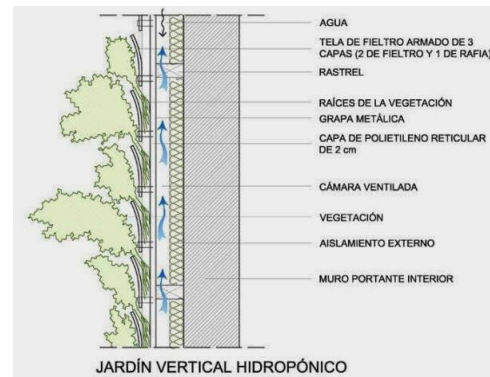 AGUA
TELA DE FIELTRO ARMADO DE 3
CAPAS (2 DE FIELTRO Y 1 DE RAFIA)
RASTREL
RAÍCES DE LA VEGETACIÓN
GRAPA METÁLICA
CAPA DE POLIETILENO RETICULAR
DE 2 cm
CÁMARA VENTILADA
VEGETACIÓN
AISLAMIENTO EXTERNO
MURO PORTANTE INTERIOR
JARDÍN VERTICAL HIDROPÓNICO